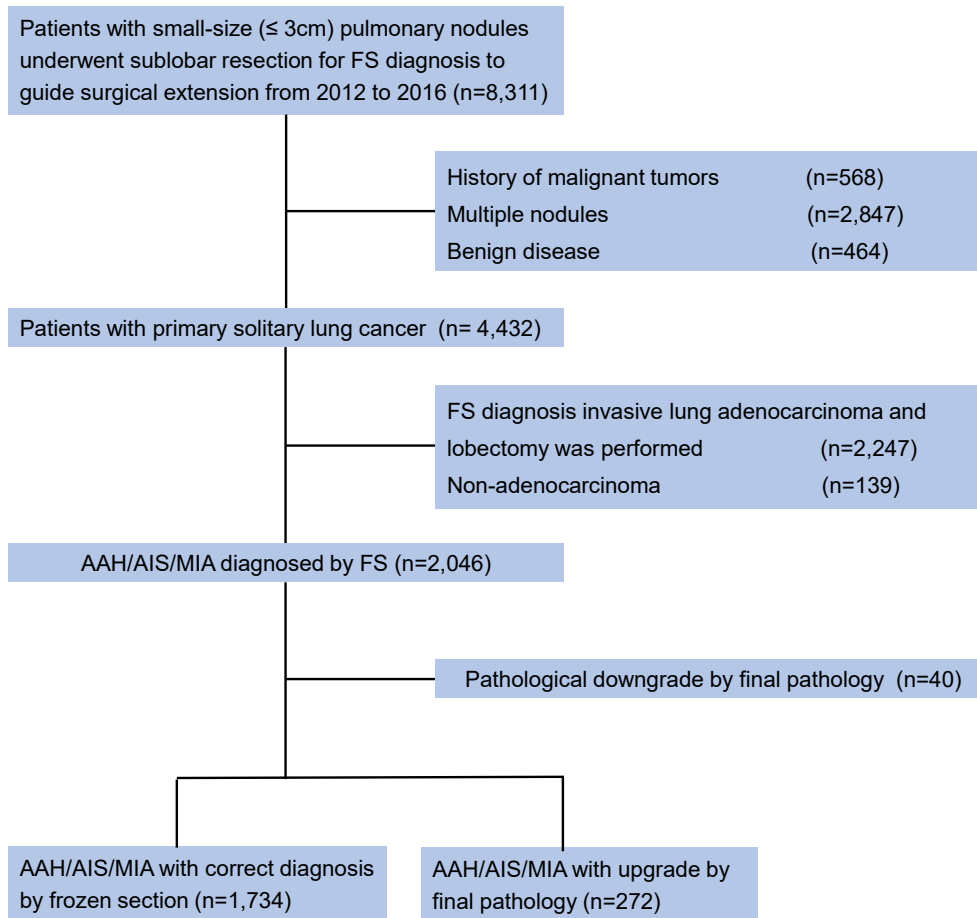 Patients with small-size (≤ 3cm) pulmonary nodules
underwent sublobar resection for FS diagnosis to
guide surgical extension from 2012 to 2016 (n=8,311)
History of malignant tumors (n=568)
Multiple nodules (n=2,847)
Benign disease (n=464)
Patients with primary solitary lung cancer (n= 4,432)
FS diagnosis invasive lung adenocarcinoma and
lobectomy was performed (n=2,247)
Non-adenocarcinoma (n=139)
AAH/AIS/MIA diagnosed by FS (n=2,046)
Pathological downgrade by final pathology (n=40)
AAH/AIS/MIA with correct diagnosis
by frozen section (n=1,734)
AAH/AIS/MIA with upgrade by
final pathology (n=272)